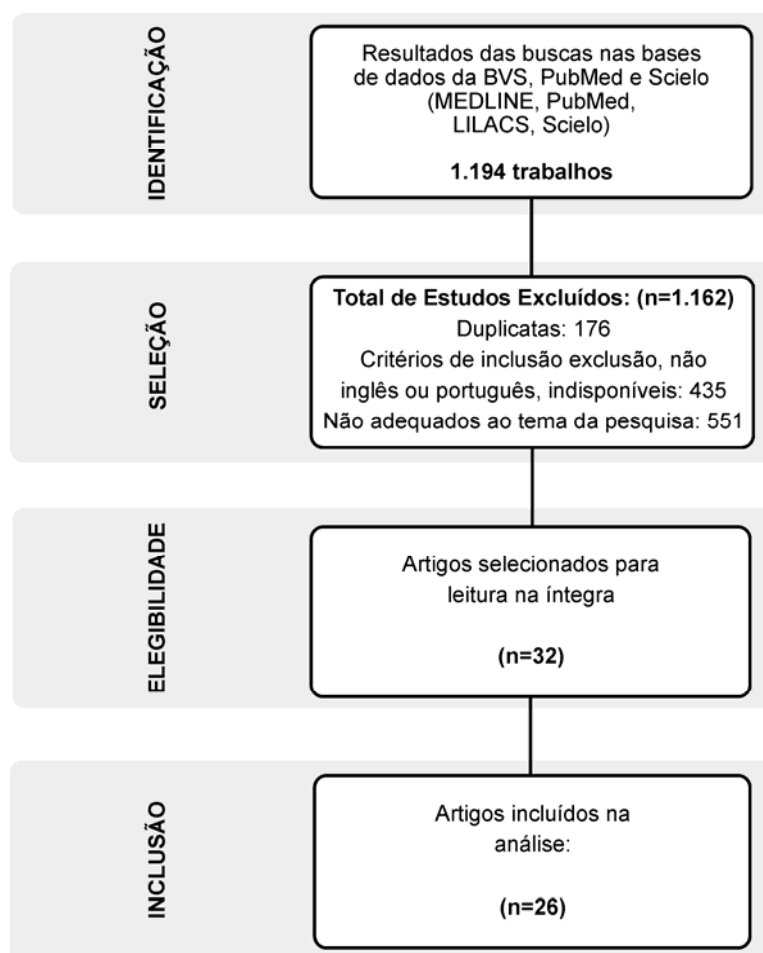 IDENTIFICAÇÃO
Resultados das buscas nas bases
de dados da BVS, PubMed e Scielo
(MEDLINE, PubMed,
LILACS, Scielo)
1.194 trabalhos
SELEÇÃO
Total de Estudos Excluídos: (n=1.162)
Duplicatas: 176
Critérios de inclusão exclusão, não
inglês ou português, indisponíveis: 435
Não adequados ao tema da pesquisa: 551
ELEGIBILIDADE
Artigos selecionados para
leitura na íntegra
(n=32)
INCLUSÃO
Artigos incluídos na
análise:
(n=26)